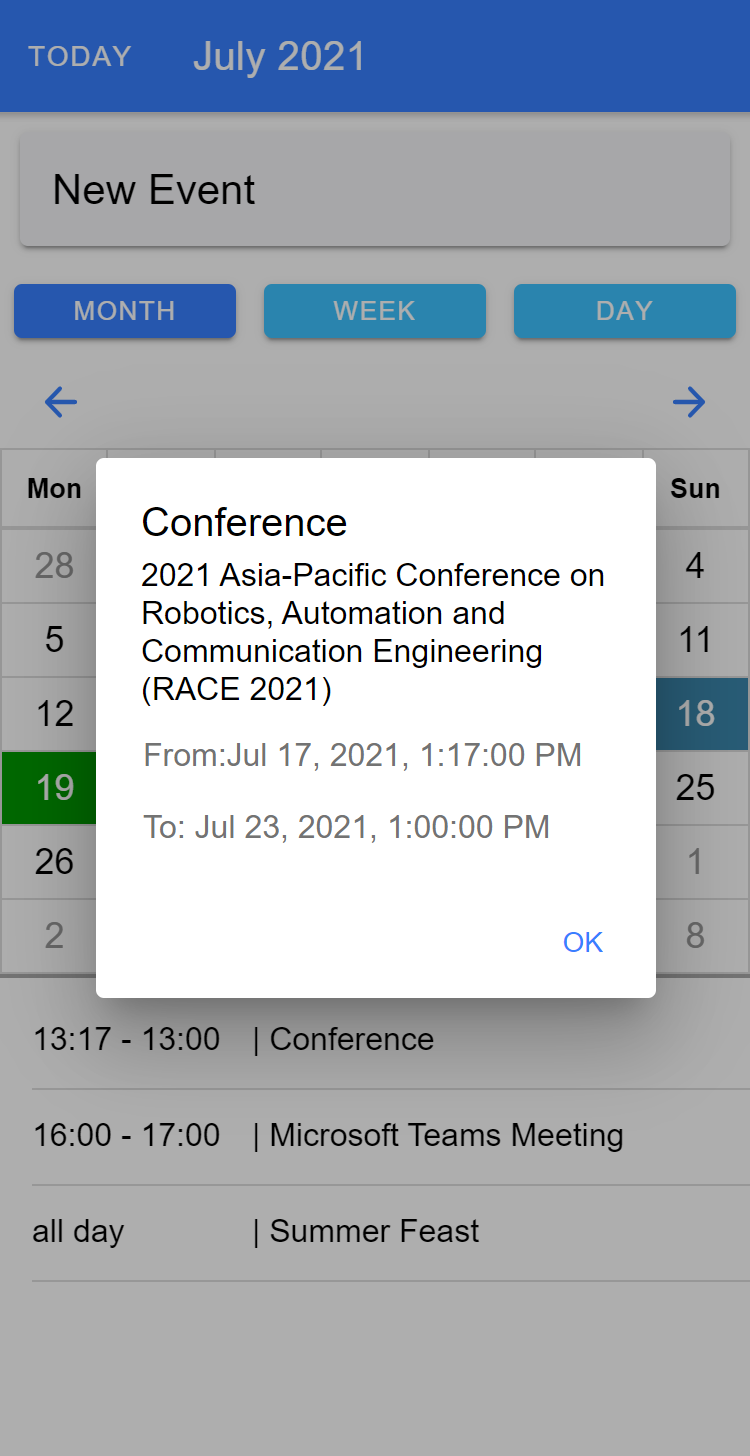 TODAY July 2021
New Event
MONTH WEEK DAY
Mon Sun
28 4
5 11
12 18
19 25
26 1
2 8
Conference
2021 Asia-Pacific Conference on
Robotics, Automation and
Communication Engineering
(RACE 2021)
From:Jul 17, 2021, 1:17:00 PM
To: Jul 23, 2021, 1:00:00 PM
OK
13:17 - 13:00 | Conference
16:00 - 17:00 | Microsoft Teams Meeting
all day | Summer Feast